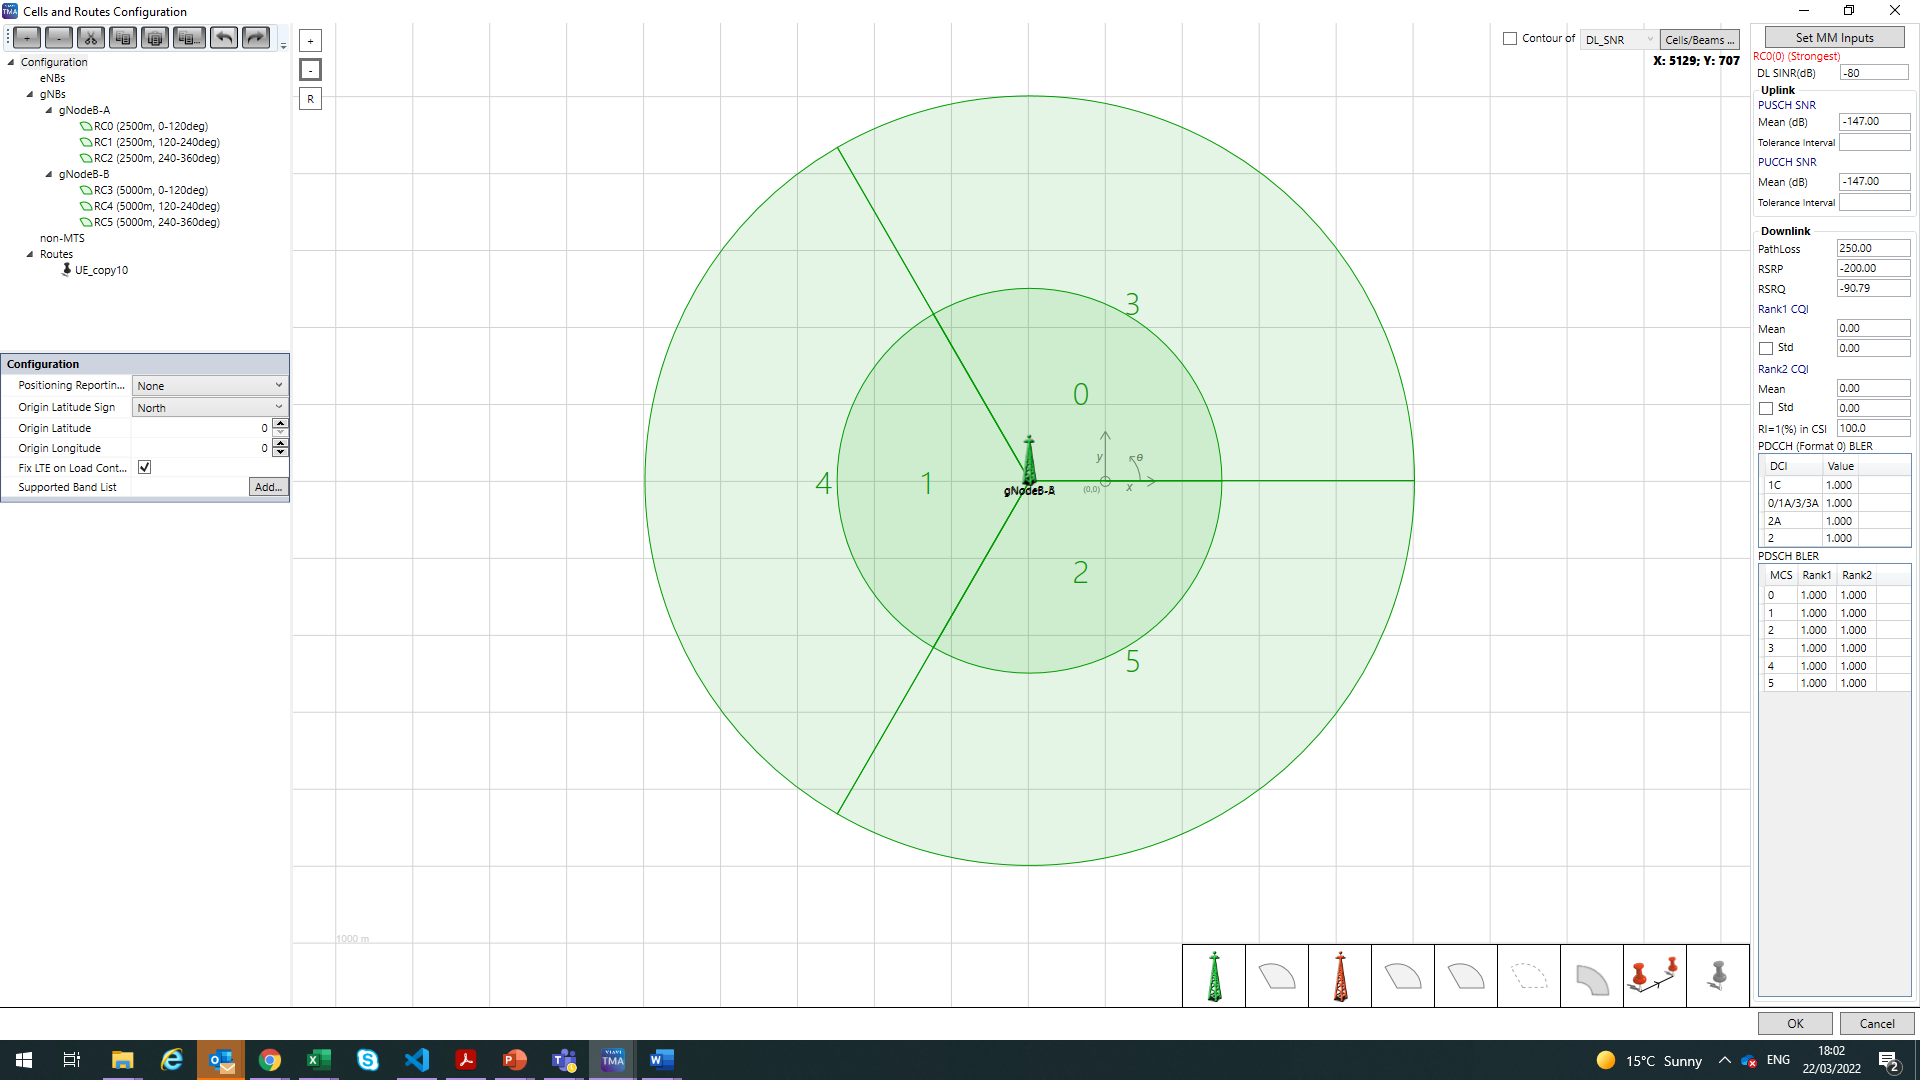 Cells and Routes Configuration
Configuration
eNBs
gNBs
gNodeB-A
RC0 (2500m, 0-120deg)
RC1 (2500m, 120-240deg)
RC2 (2500m, 240-360deg)
gNodeB-B
RC3 (5000m, 0-120deg)
RC4 (5000m, 120-240deg)
RC5 (5000m, 240-360deg)
non-MTS
Routes
UE_copy10
Configuration
Positioning Reportin... None
Origin Latitude Sign North
Origin Latitude 0
Origin Longitude 0
Fix LTE on Load Cont...
Supported Band List Add...
+
-
R
Contour of DL_SNR Cells/Beams ...
X: 5129; Y: 707
3
0
4
1
2
5
y
θ
x
(0,0)
gNodeB-A
1000 m
Set MM Inputs
RC0(0) (Strongest)
DL SINR(dB) -80
Uplink
PUSCH SNR
Mean (dB) -147.00
Tolerance Interval
PUCCH SNR
Mean (dB) -147.00
Tolerance Interval
Downlink
PathLoss 250.00
RSRP -200.00
RSRQ -90.79
Rank1 CQI
Mean 0.00
Std 0.00
Rank2 CQI
Mean 0.00
Std 0.00
RI=1(%) in CSI 100.0
PDCCH (Format 0) BLER
DCI Value
1C 1.000
0/1A/3/3A 1.000
2A 1.000
2 1.000
PDSCH BLER
MCS Rank1 Rank2
0 1.000 1.000
1 1.000 1.000
2 1.000 1.000
3 1.000 1.000
4 1.000 1.000
5 1.000 1.000
OK Cancel
VIAVI
TMA
15°C Sunny
ENG
18:02
22/03/2022
2